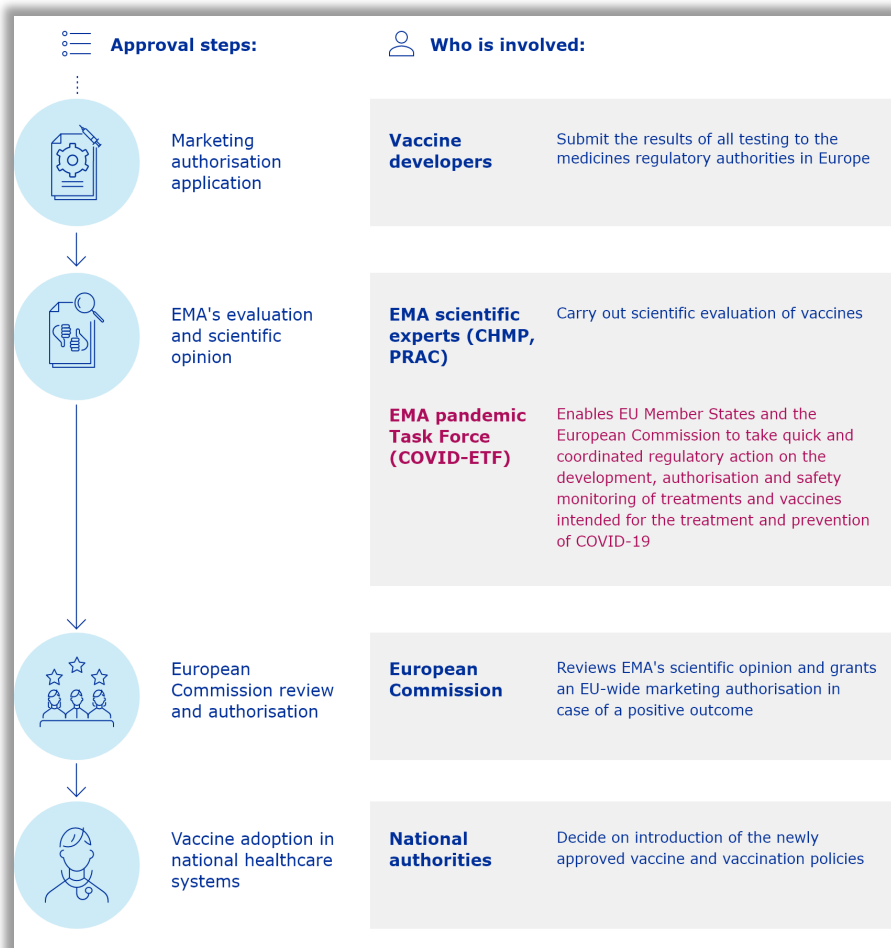 Approval steps:
Who is involved:
Marketing
authorisation
application
Vaccine
developers
Submit the results of all testing to the
medicines regulatory authorities in Europe
EMA's evaluation
and scientific
opinion
EMA scientific
experts (CHMP,
PRAC)
Carry out scientific evaluation of vaccines
EMA pandemic
Task Force
(COVID-ETF)
Enables EU Member States and the
European Commission to take quick and
coordinated regulatory action on the
development, authorisation and safety
monitoring of treatments and vaccines
intended for the treatment and prevention
of COVID-19
European
Commission review
and authorisation
European
Commission
Reviews EMA's scientific opinion and grants
an EU-wide marketing authorisation in
case of a positive outcome
Vaccine adoption in
national healthcare
systems
National
authorities
Decide on introduction of the newly
approved vaccine and vaccination policies